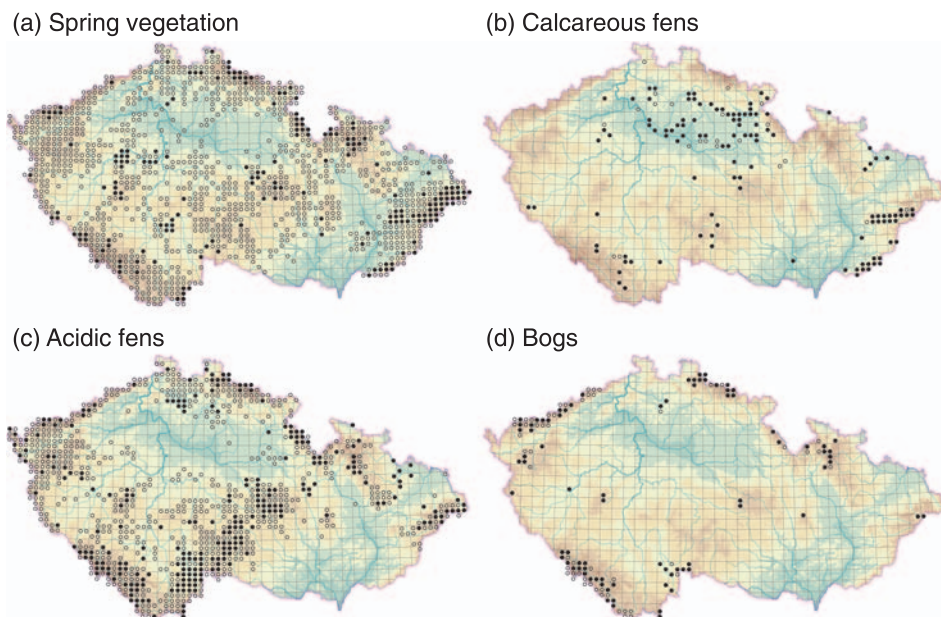 (a) Spring vegetation
(b) Calcareous fens
(c) Acidic fens
(d) Bogs